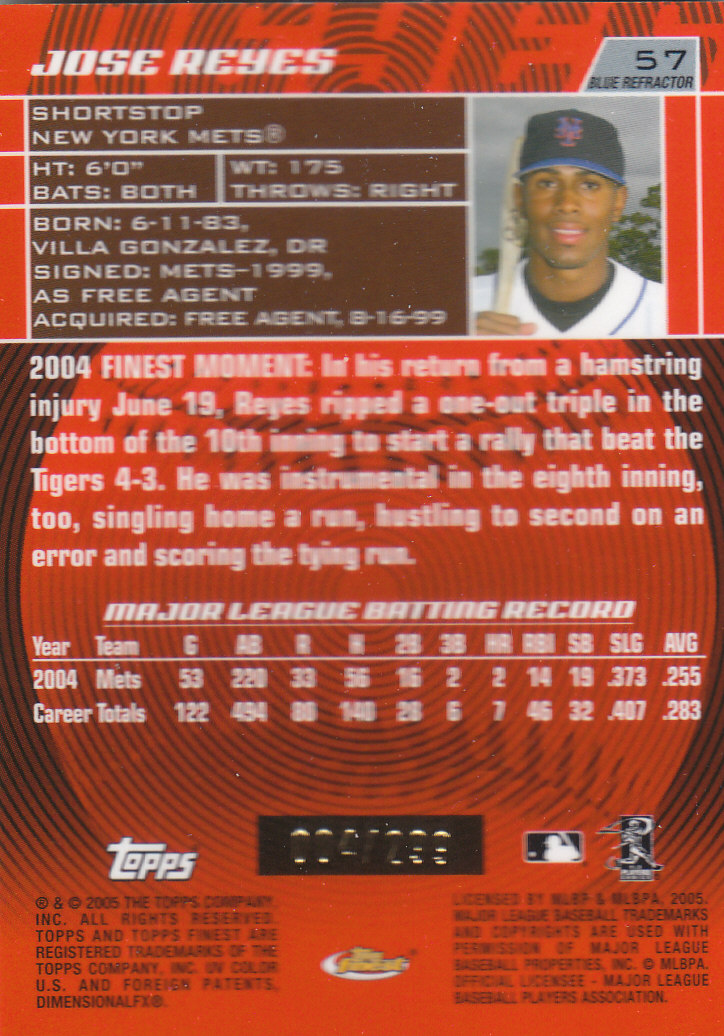 JOSE REYES
57
BLUE REFRACTOR
SHORTSTOP
NEW YORK METS®
HT: 6'0" WT: 175
BATS: BOTH THROWS: RIGHT
BORN: 6-11-83,
VILLA GONZALEZ, DR
SIGNED: METS-1999,
AS FREE AGENT
ACQUIRED: FREE AGENT, 8-16-99
2004 FINEST MOMENT: In his return from a hamstring
injury June 19, Reyes ripped a one-out triple in the
bottom of the 10th inning to start a rally that beat the
Tigers 4-3. He was instrumental in the eighth inning,
too, singling home a run, hustling to second on an
error and scoring the tying run.
MAJOR LEAGUE BATTING RECORD
Year Team G AB R H 2B 3B HR RBI SB SLG AVG
2004 Mets 53 220 33 56 16 2 2 14 19 .373 .255
Career Totals 122 494 80 140 28 6 7 46 32 .407 .283
topps
® & © 2005 THE TOPPS COMPANY,
INC. ALL RIGHTS RESERVED.
TOPPS AND TOPPS FINEST ARE
REGISTERED TRADEMARKS OF THE
TOPPS COMPANY, INC. UV COLOR
U.S. AND FOREIGN PATENTS,
DIMENSIONALFX®.
Finest
LICENSED BY MLBP & MLBPA, 2005.
MAJOR LEAGUE BASEBALL TRADEMARKS
AND COPYRIGHTS ARE USED WITH
PERMISSION OF MAJOR LEAGUE
BASEBALL PROPERTIES, INC. © MLBPA.
OFFICIAL LICENSEE - MAJOR LEAGUE
BASEBALL PLAYERS ASSOCIATION.